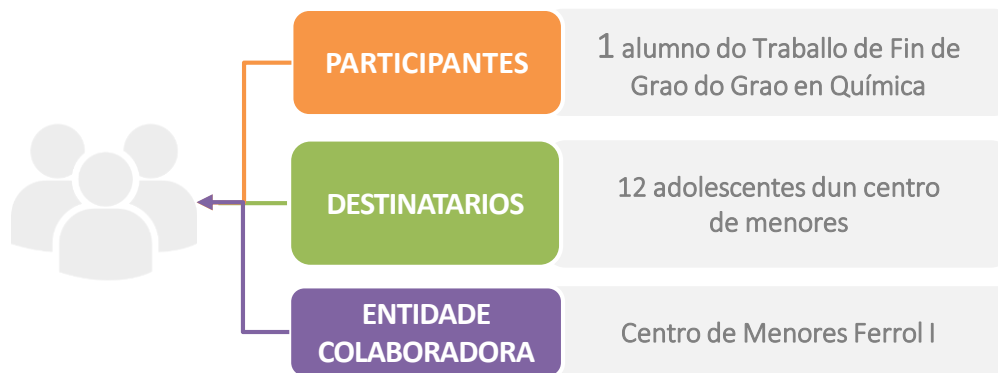 PARTICIPANTES
1 alumno do Traballo de Fin de
Grao do Grao en Química
DESTINATARIOS
12 adolescentes dun centro
de menores
ENTIDADE
COLABORADORA
Centro de Menores Ferrol I